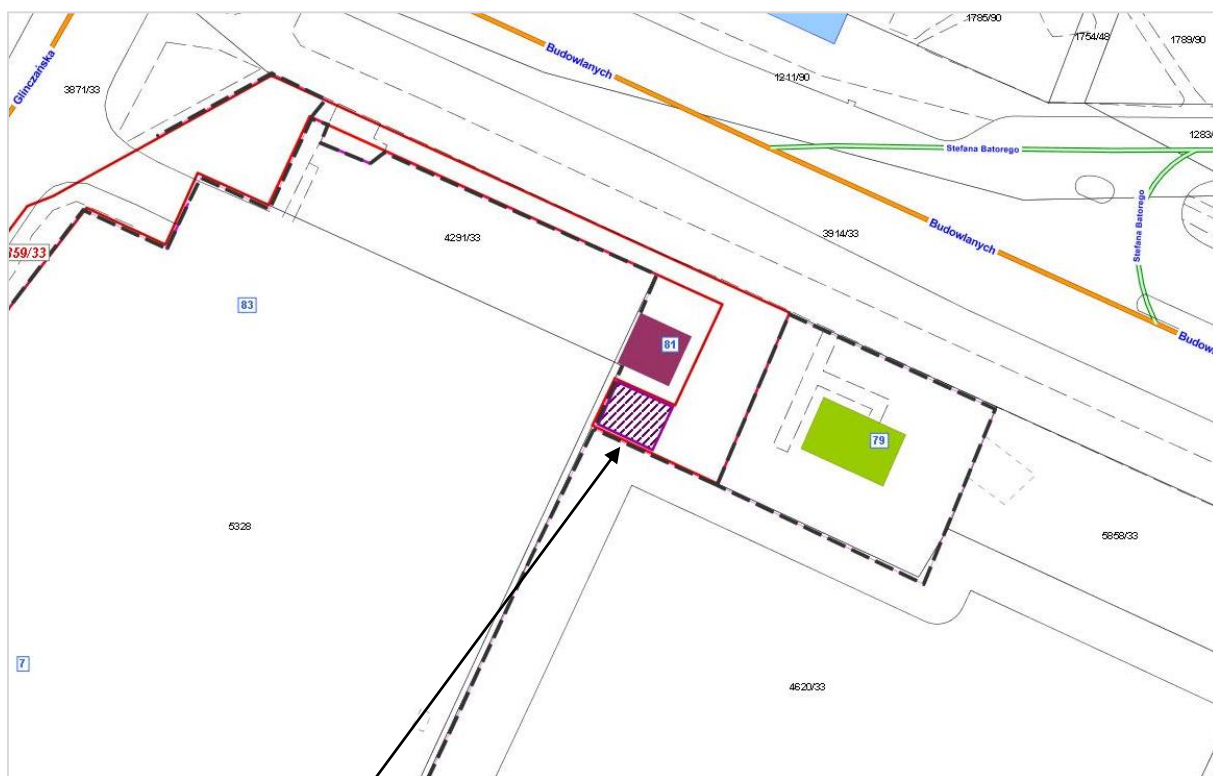 1785/90
1754/48
1789/90
Budowlanych
Glinczańska
1211/90
3871/33
1283/
Stefana Batorego
Stefana Batorego
3914/33
4291/33
Budowlanych
359/33
83
81
Budow
79
5328
5858/33
7
4620/33